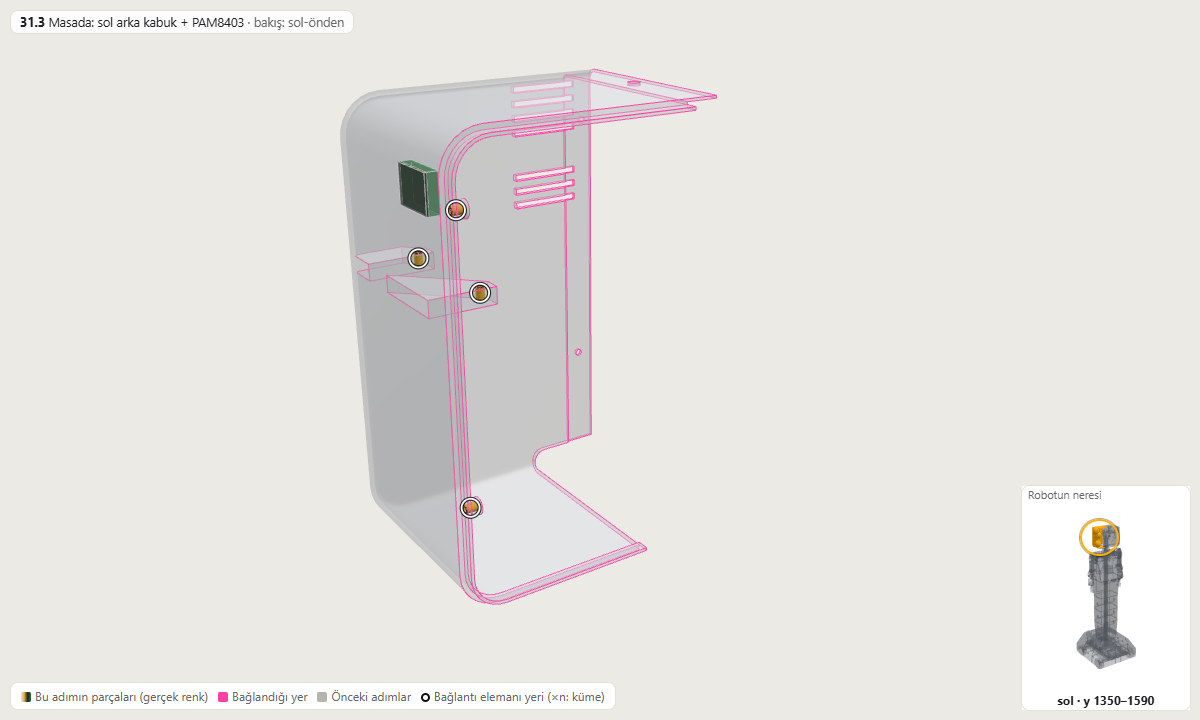 31.3 Masada: sol arka kabuk + PAM8403 · bakış: sol-önden
Robotun neresi
sol · y 1350–1590
Bu adımın parçaları (gerçek renk) Bağlandığı yer Önceki adımlar Bağlantı elemanı yeri (×n: küme)